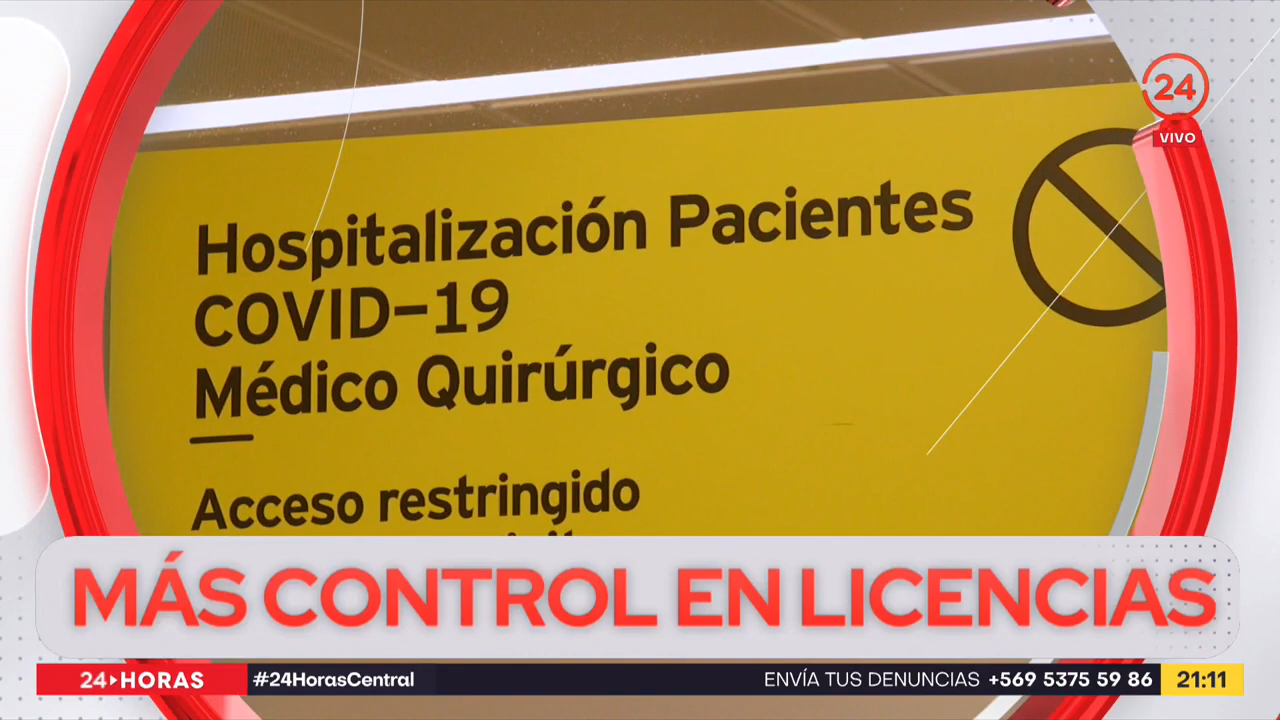 24
VIVO
Hospitalización Pacientes
COVID-19
Médico Quirúrgico
Acceso restringido
MÁS CONTROL EN LICENCIAS
24 HORAS
#24HorasCentral
ENVÍA TUS DENUNCIAS +569 5375 59 86
21:11